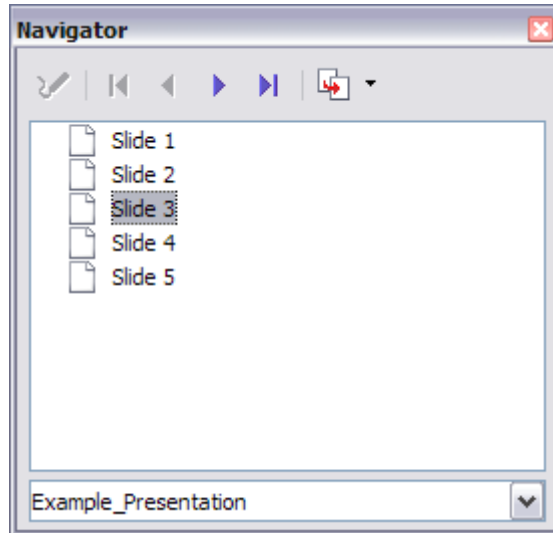 Navigator
Slide 1
Slide 2
Slide 3
Slide 4
Slide 5
Example_Presentation